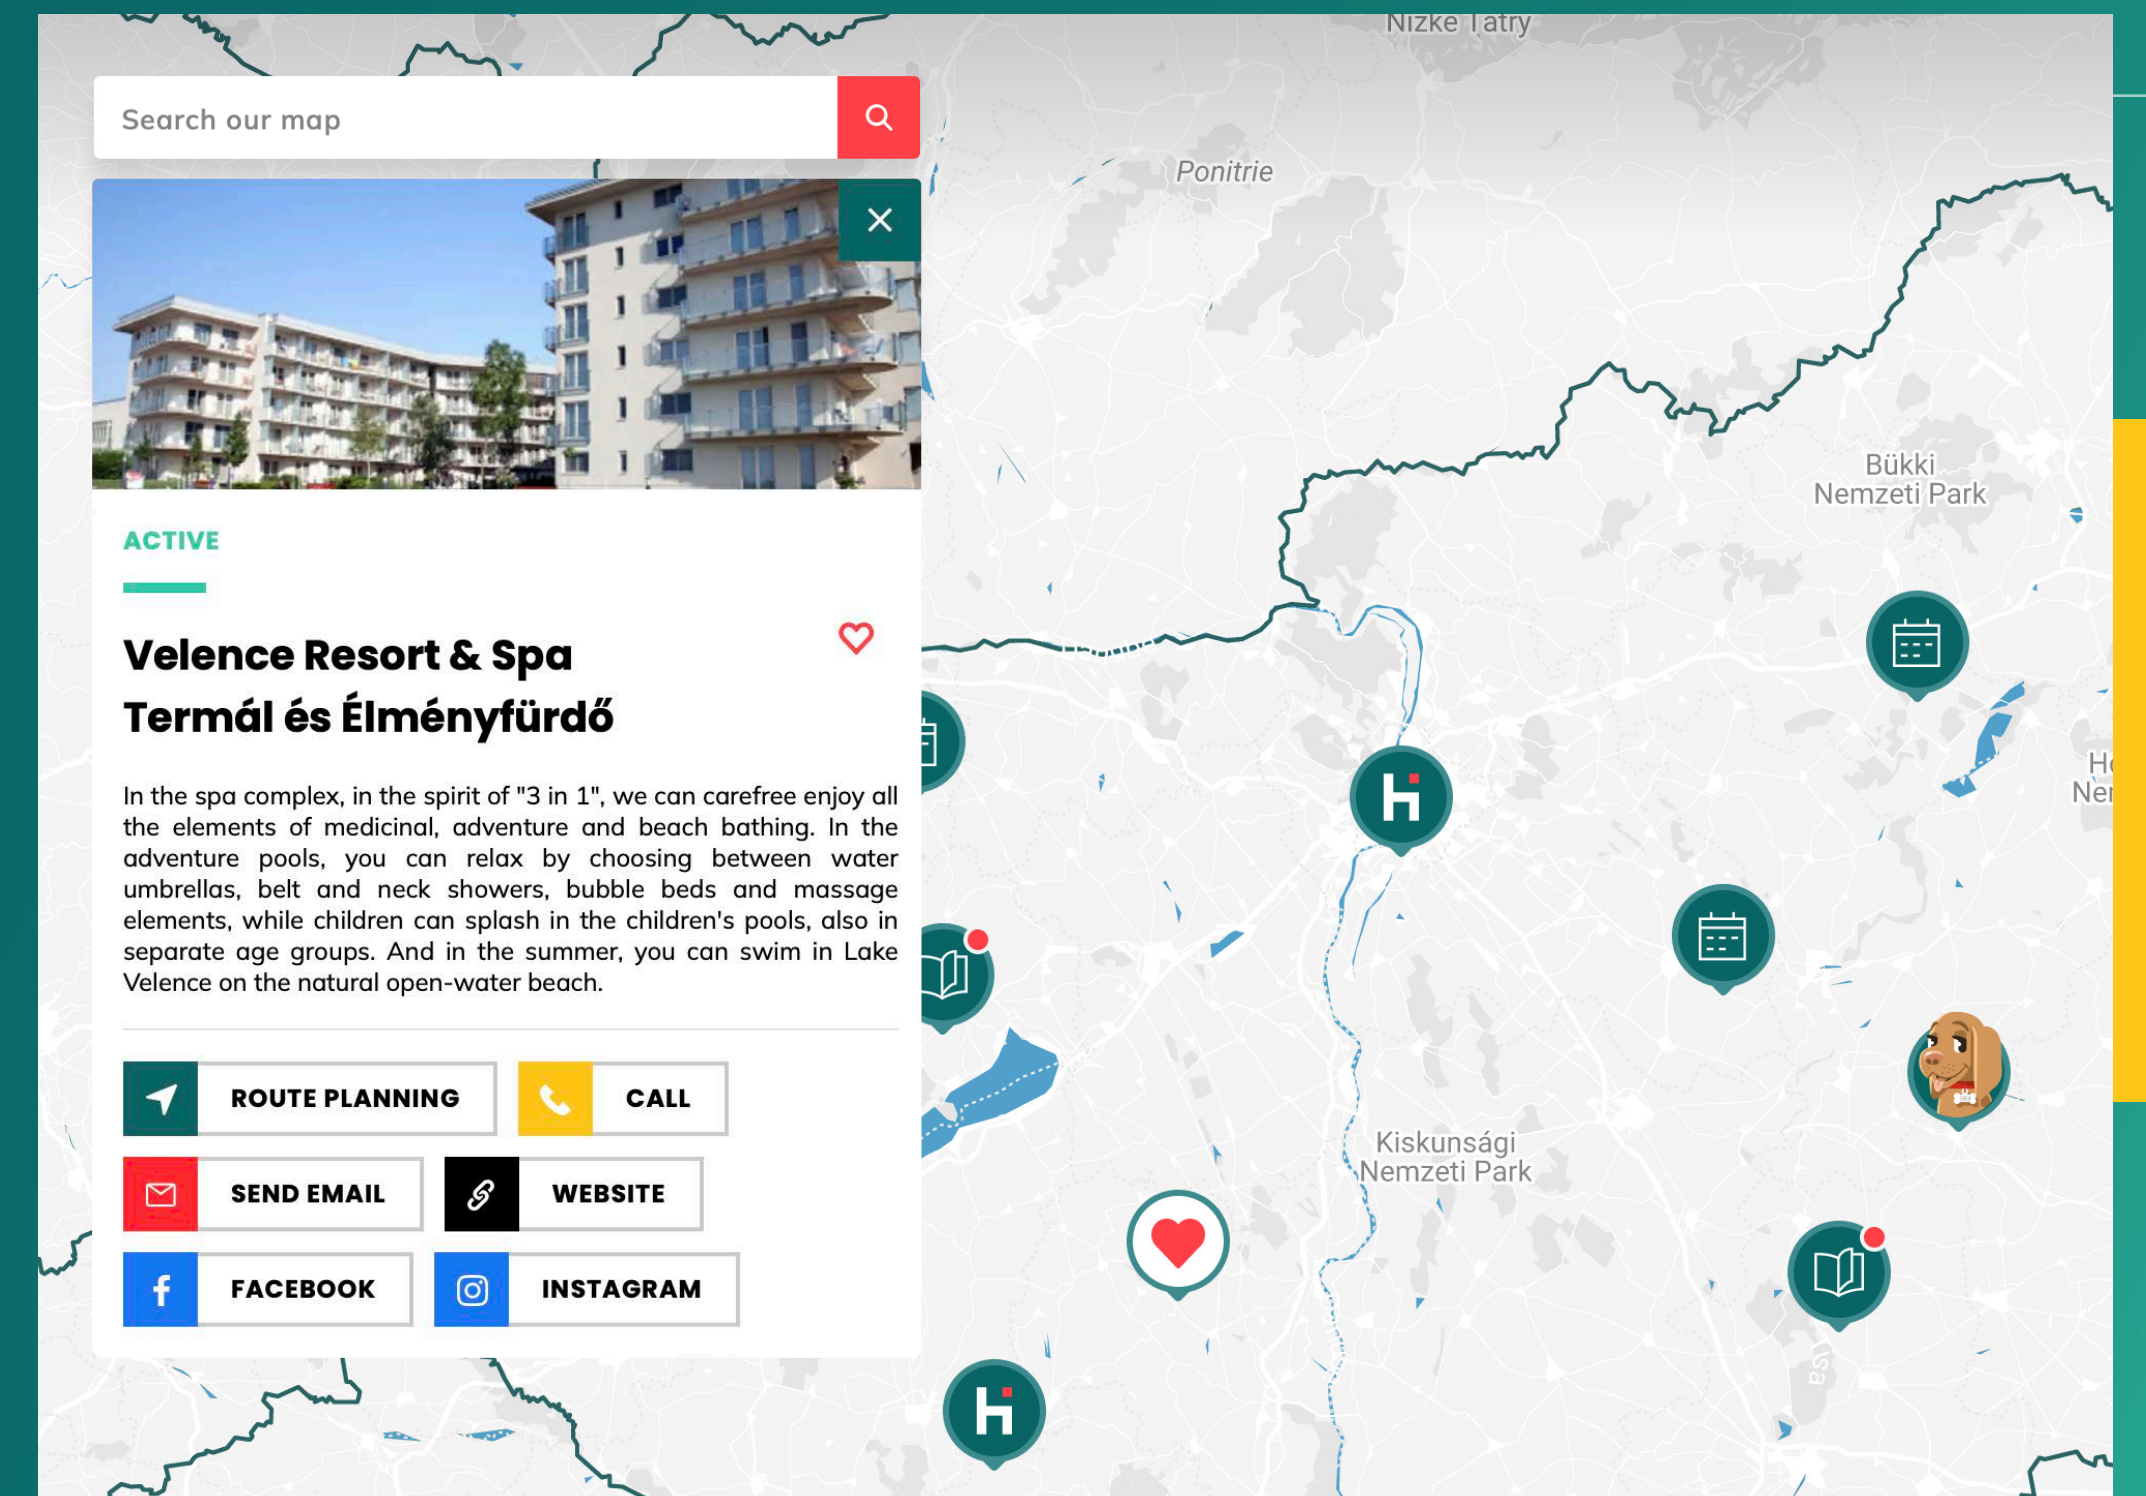 Nízke Tatry
Search our map
Ponitrie
Bükki
Nemzeti Park
ACTIVE
Velence Resort & Spa
Termál és Élményfürdő
In the spa complex, in the spirit of "3 in 1", we can carefree enjoy all
the elements of medicinal, adventure and beach bathing. In the
adventure pools, you can relax by choosing between water
umbrellas, belt and neck showers, bubble beds and massage
elements, while children can splash in the children's pools, also in
separate age groups. And in the summer, you can swim in Lake
Velence on the natural open-water beach.
ROUTE PLANNING
CALL
SEND EMAIL
WEBSITE
FACEBOOK
INSTAGRAM
Kiskunsági
Nemzeti Park